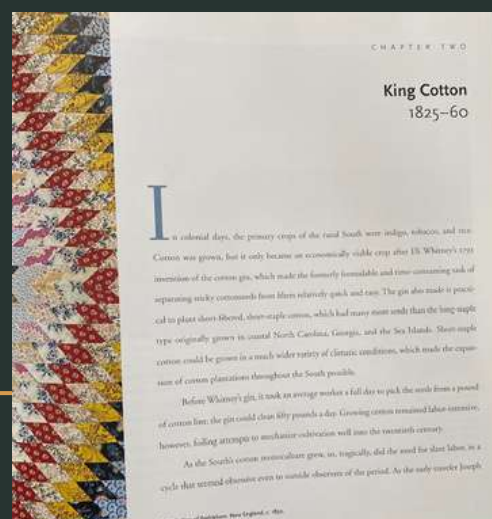 CHAPTER TWO
King Cotton
1825–60
In colonial days, the primary crops of the rural South were indigo, tobacco, and rice.
Cotton was grown, but it only became an economically viable crop after Eli Whitney's 1793
invention of the cotton gin, which made the formerly formidable and time-consuming task of
separating sticky cottonseeds from fibers relatively quick and easy. The gin also made it practi-
cal to plant short-fibered, short-staple cotton, which had many more seeds than the long-staple
type originally grown in coastal North Carolina, Georgia, and the Sea Islands. Short-staple
cotton could be grown in a much wider variety of climatic conditions, which made the expan-
sion of cotton plantations throughout the South possible.
Before Whitney's gin, it took an average worker a full day to pick the seeds from a pound
of cotton lint; the gin could clean fifty pounds a day. Growing cotton remained labor-intensive,
however, foiling attempts to mechanize cultivation well into the twentieth century.
As the South's cotton monoculture grew, so, tragically, did the need for slave labor, in a
cycle that seemed obsessive even to outside observers of the period. As the early traveler Joseph
New England, c.